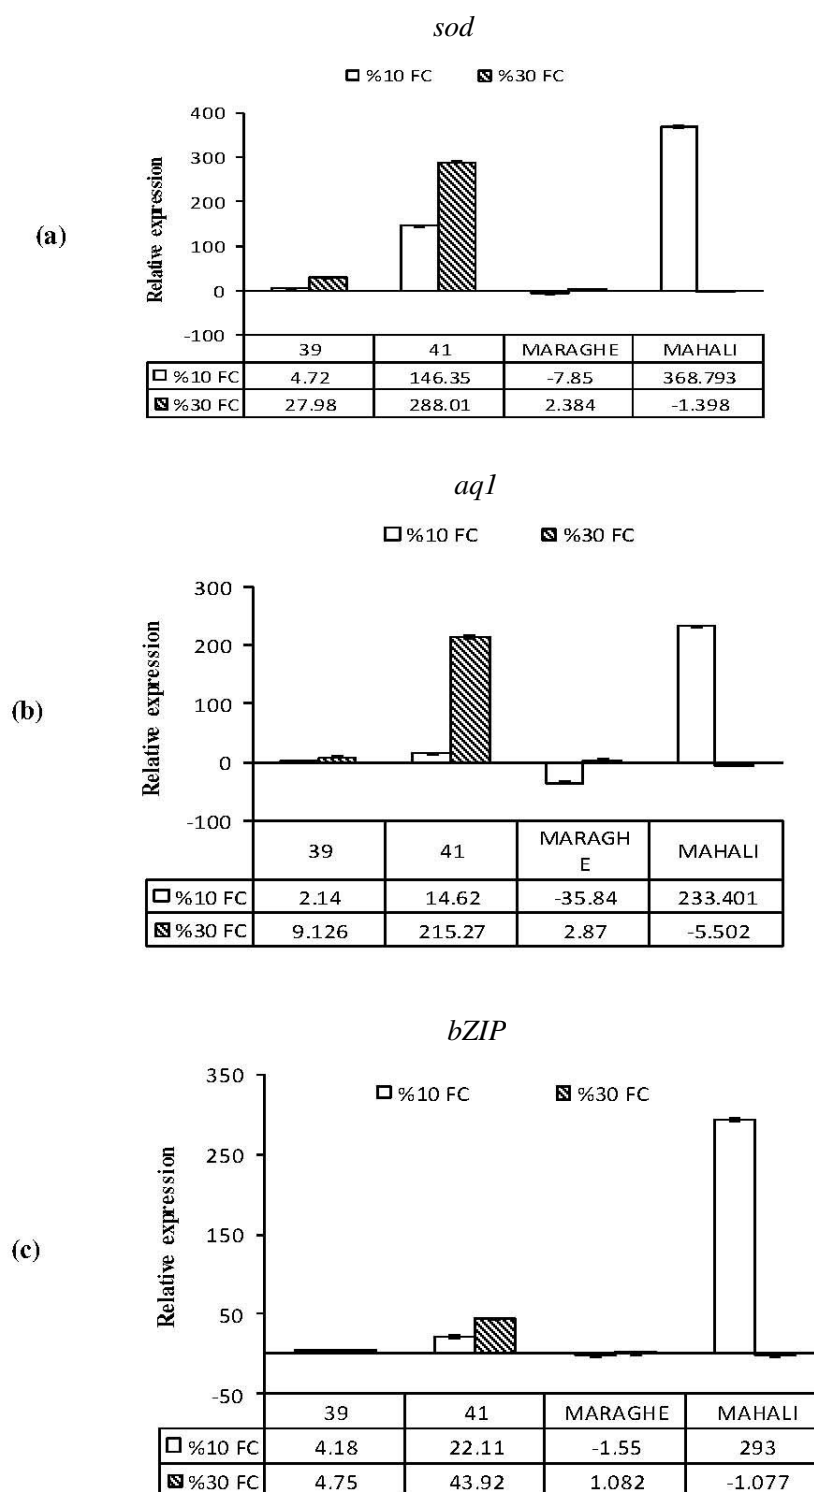 sod
%10 FC %30 FC
400
300
200
100
0
-100
Relative expression
(a)
39 41 MARAGHE MAHALI
%10 FC 4.72 146.35 -7.85 368.793
%30 FC 27.98 288.01 2.384 -1.398
aq1
%10 FC %30 FC
300
200
100
0
-100
Relative expression
(b)
39 41 MARAGH
E MAHALI
%10 FC 2.14 14.62 -35.84 233.401
%30 FC 9.126 215.27 2.87 -5.502
bZIP
%10 FC %30 FC
350
250
150
50
-50
Relative expression
(c)
39 41 MARAGHE MAHALI
%10 FC 4.18 22.11 -1.55 293
%30 FC 4.75 43.92 1.082 -1.077